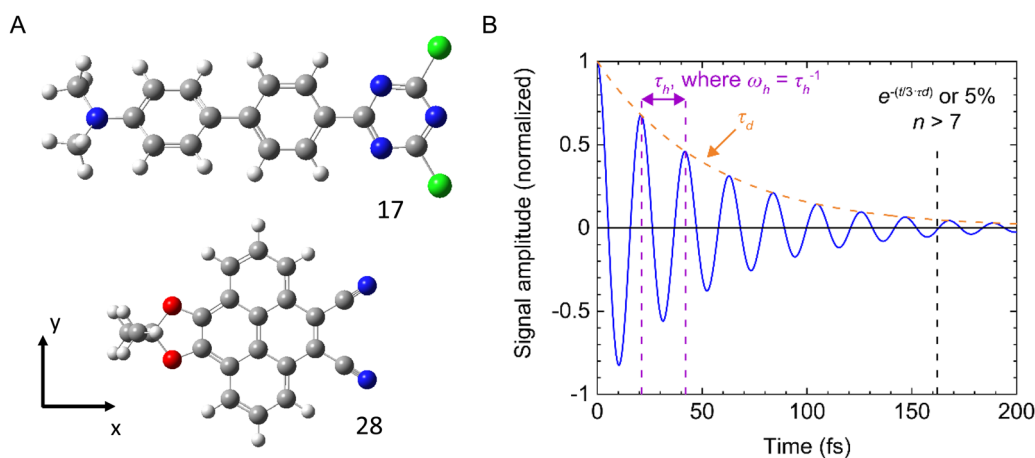 A
17
y
x
28
B
Signal amplitude (normalized)
1
0.5
0
-0.5
-1
τh, where ωh = τh-1
τd
e-(t/3·τd) or 5%
n > 7
0
50
100
150
200
Time (fs)